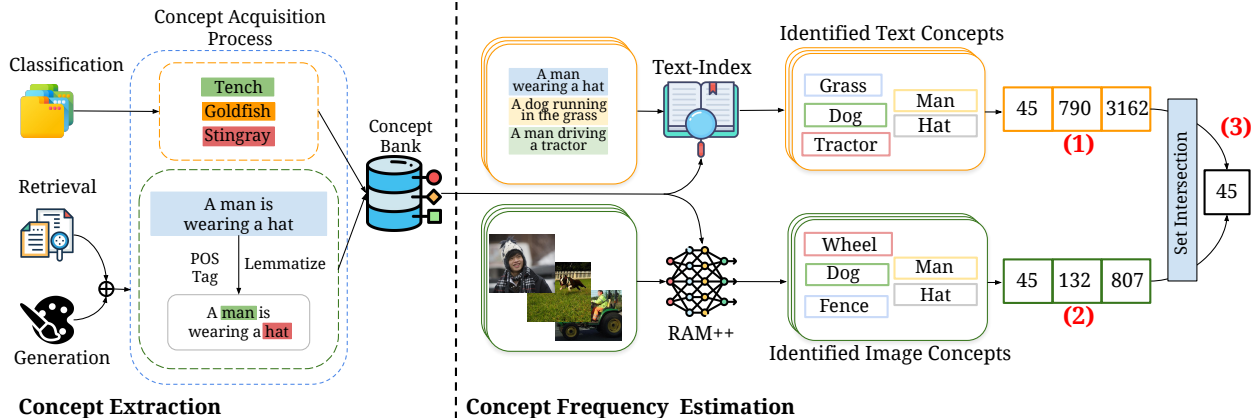 Concept Acquisition
Process
Classification
Tench
Goldfish
Stingray
Retrieval
A man is
wearing a hat
POS
Tag
Lemmatize
A man is
wearing a hat
Generation
Concept
Bank
Concept Extraction
A man
wearing a hat
A dog running
in the grass
A man driving
a tractor
Text-Index
Identified Text Concepts
Grass
Dog
Tractor
Man
Hat
45 790 3162
(1)
RAM++
Wheel
Dog
Fence
Man
Hat
Identified Image Concepts
45 132 807
(2)
Set Intersection
(3)
45
Concept Frequency Estimation